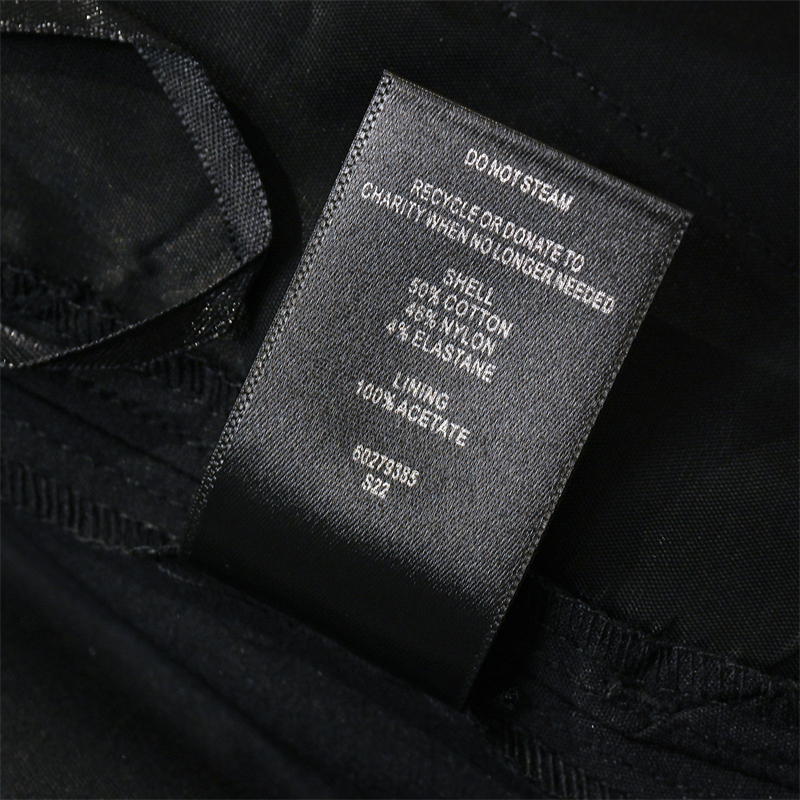 DO NOT STEAM
RECYCLE OR DONATE TO
CHARITY WHEN NO LONGER NEEDED
SHELL
50% COTTON
46% NYLON
4% ELASTANE
LINING
100% ACETATE
60279385
S22